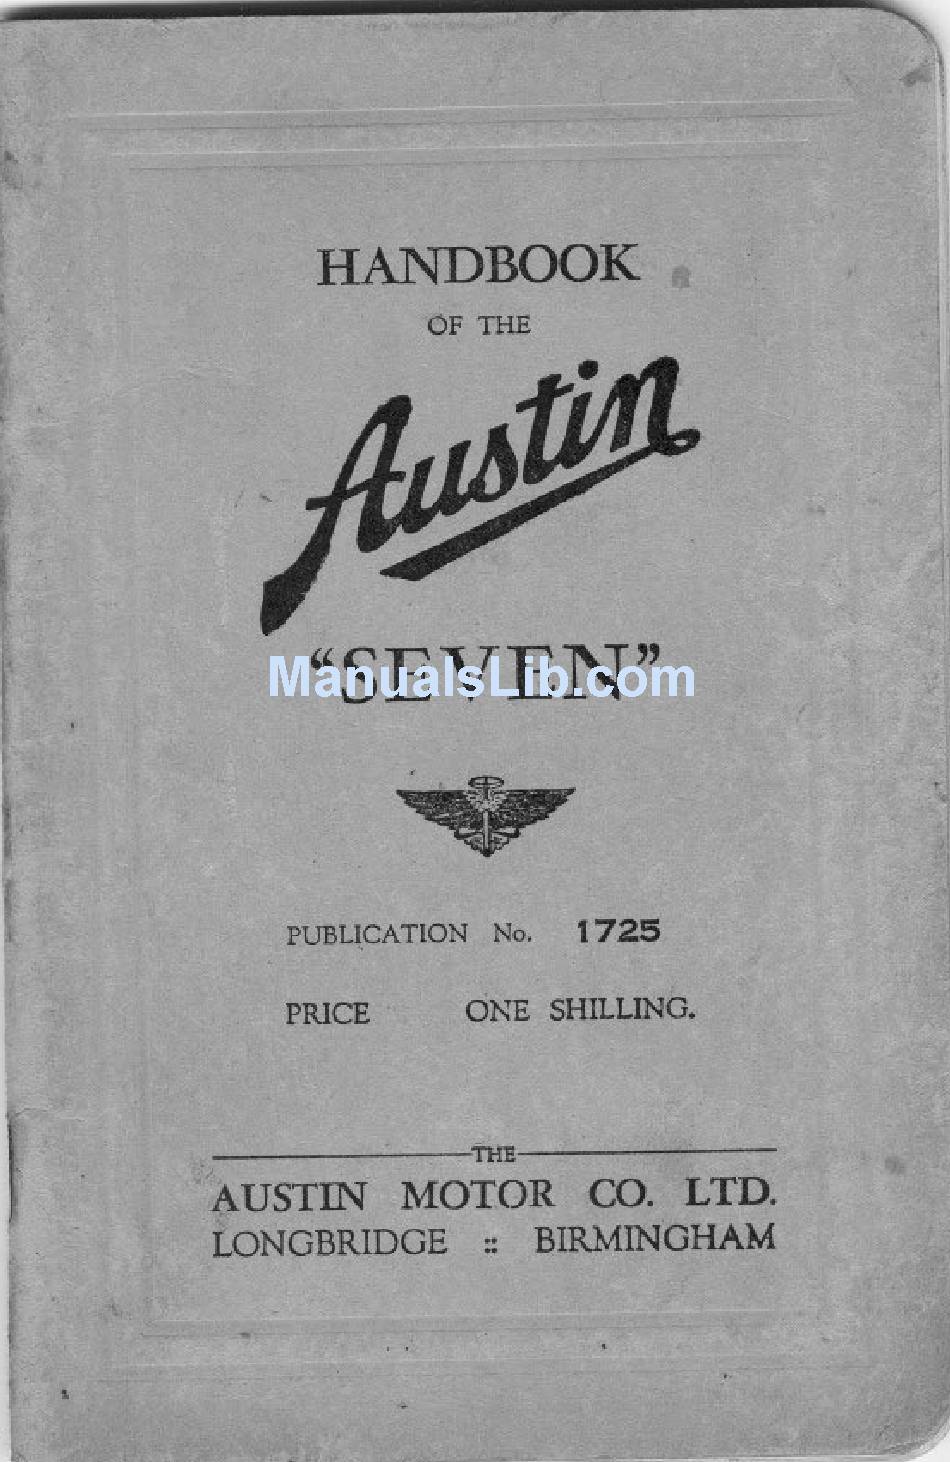 HANDBOOK
OF THE
Austin
"SEVEN"
ManualsLib.com
PUBLICATION No. 1725
PRICE ONE SHILLING.
THE
AUSTIN MOTOR CO. LTD.
LONGBRIDGE :: BIRMINGHAM